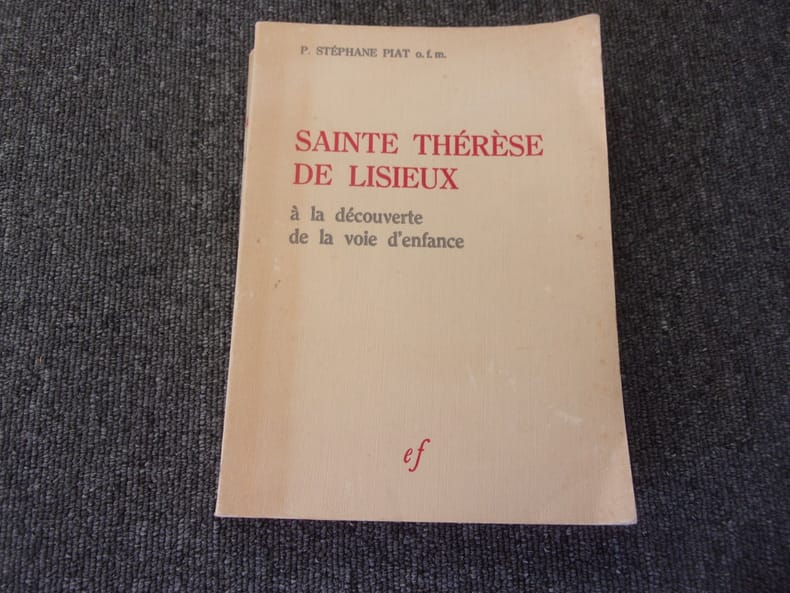 P. STÉPHANE PIAT o.f.m.
SAINTE THÉRÈSE
DE LISIEUX
à la découverte
de la voie d'enfance
ef